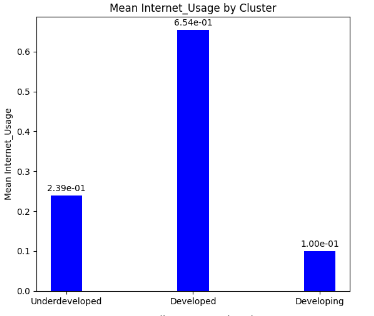 Mean Internet_Usage by Cluster
6.54e-01
0.6
0.5
0.4
Mean Internet_Usage
0.3
2.39e-01
0.2
1.00e-01
0.1
0.0
Underdeveloped Developed Developing